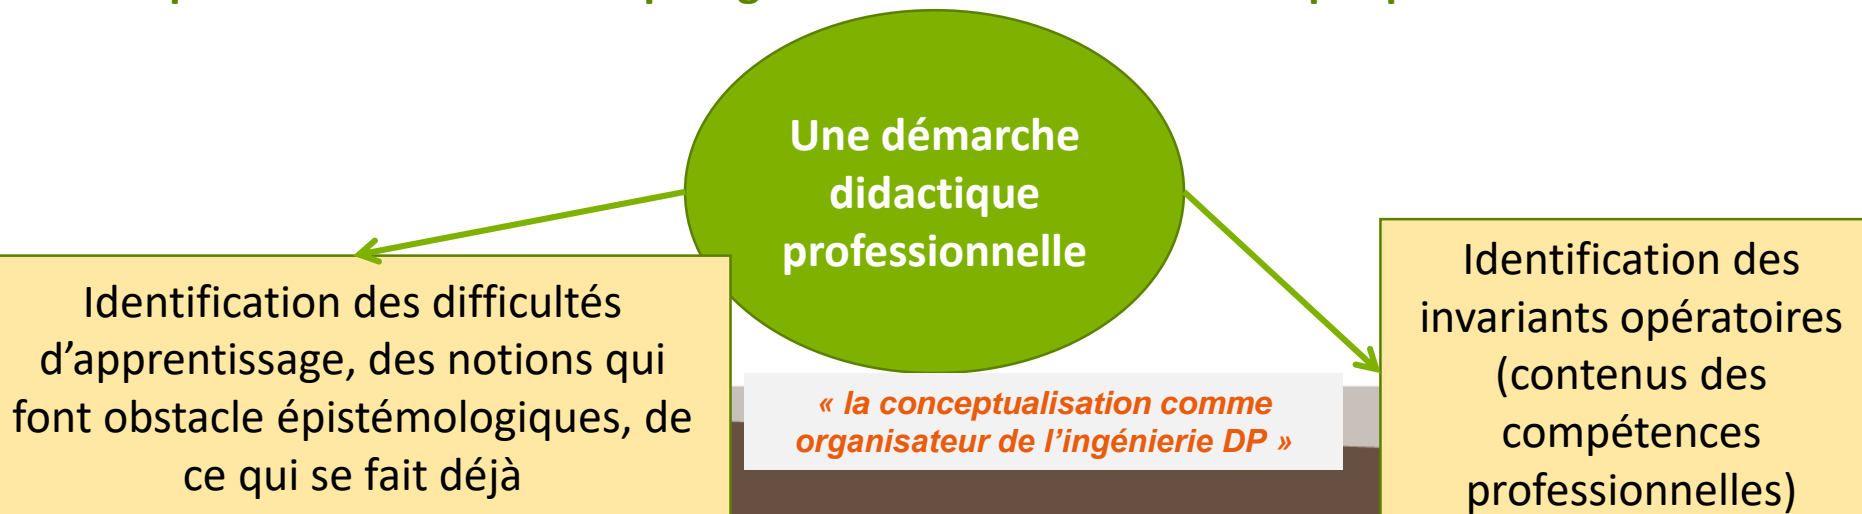 Une démarche
didactique
professionnelle
Identification des difficultés
d’apprentissage, des notions qui
font obstacle épistémologiques, de
ce qui se fait déjà
« la conceptualisation comme
organisateur de l’ingénierie DP »
Identification des
invariants opératoires
(contenus des
compétences
professionnelles)